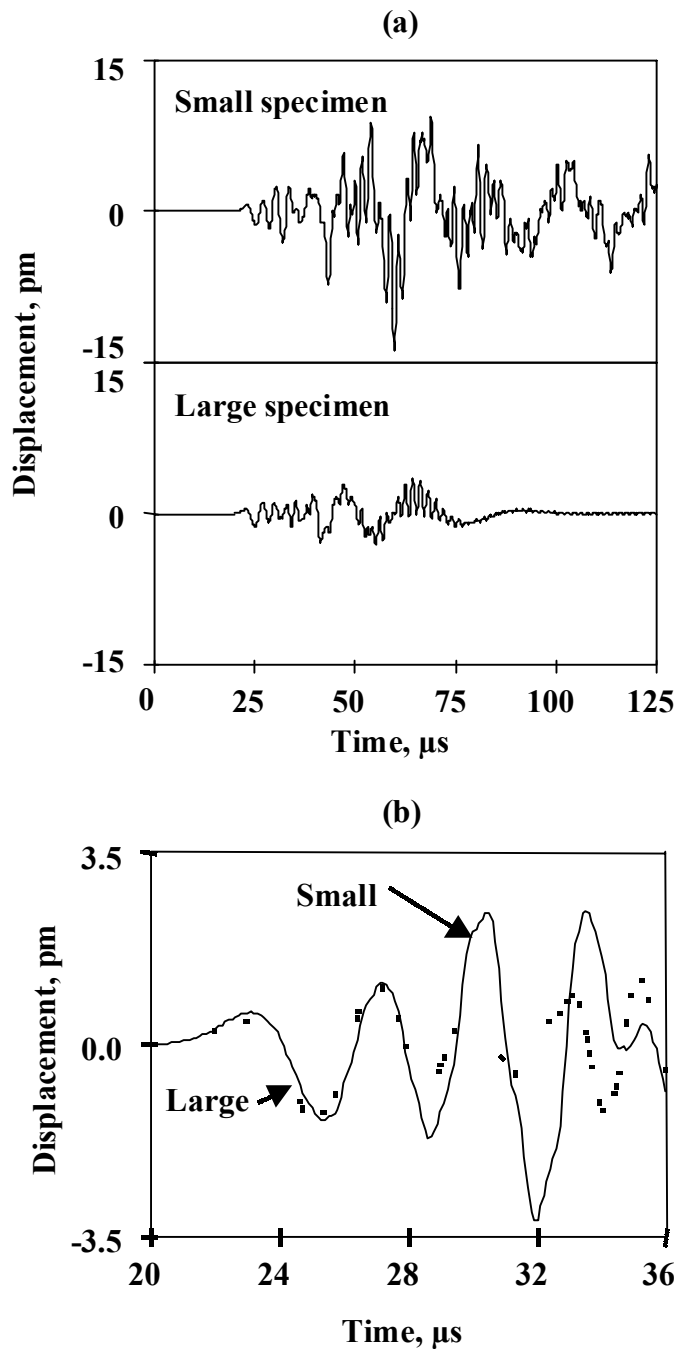 (a)
15
Small specimen
0
-15
15
Large specimen
0
-15
Displacement, pm
0 25 50 75 100 125
Time, μs
(b)
3.5
Small
0.0
Large
-3.5
Displacement, pm
20 24 28 32 36
Time, μs